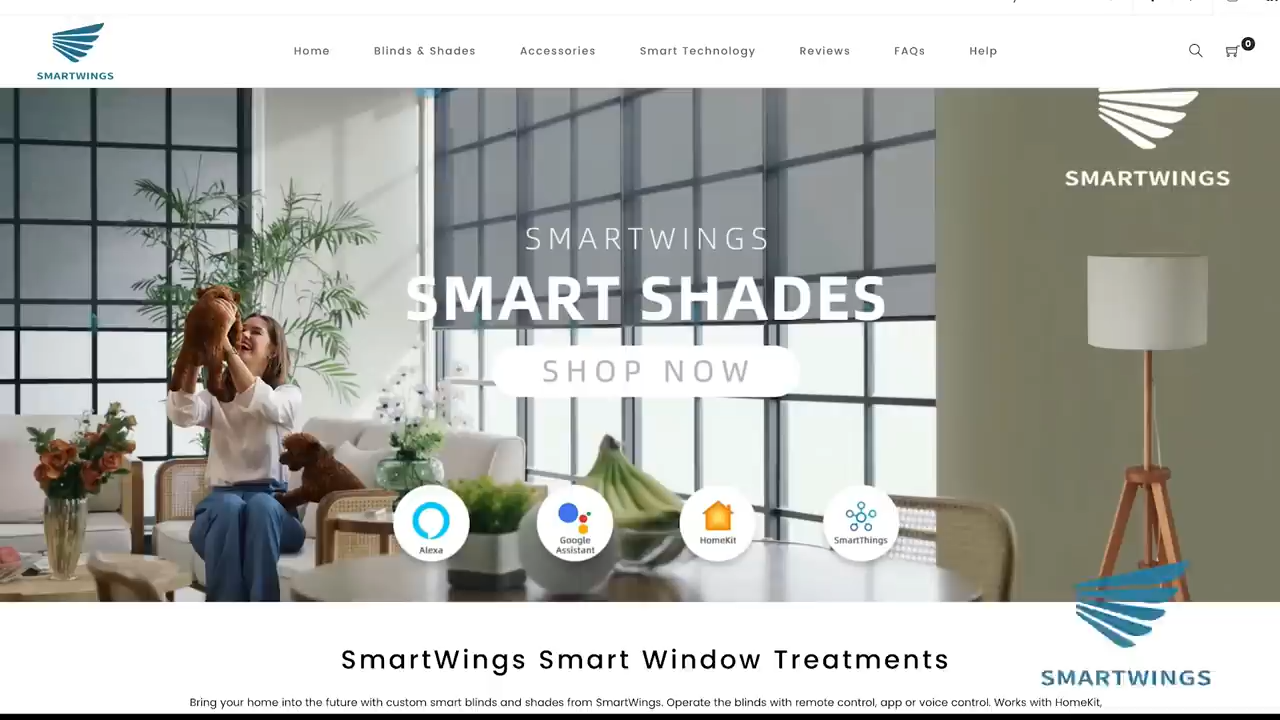 SMARTWINGS
Home Blinds & Shades Accessories Smart Technology Reviews FAQs Help
0
SMARTWINGS
SMARTWINGS
SMART SHADES
SHOP NOW
Alexa
Google
Assistant
HomeKit
SmartThings
SmartWings Smart Window Treatments
SMARTWINGS
Bring your home into the future with custom smart blinds and shades from SmartWings. Operate the blinds with remote control, app or voice control. Works with HomeKit,